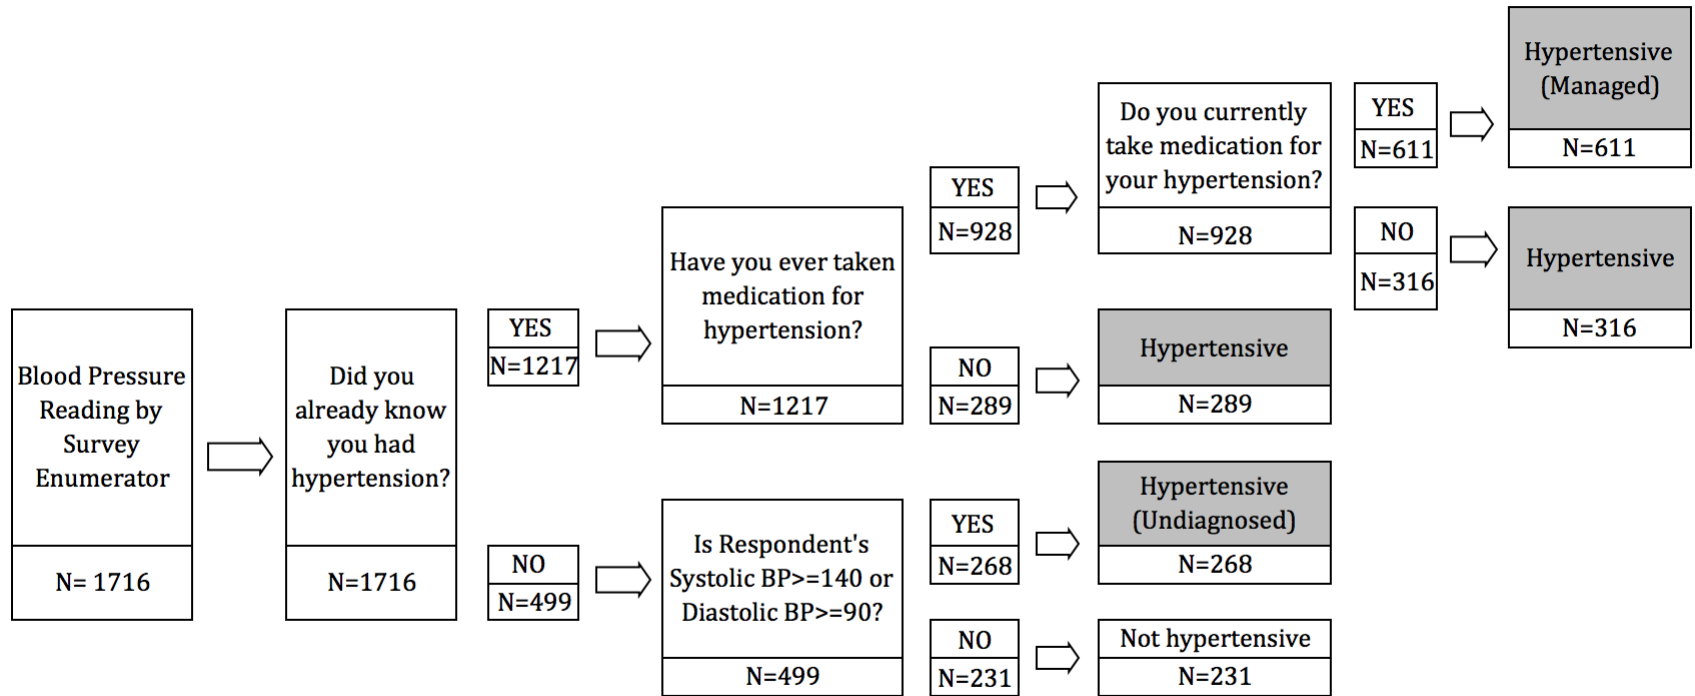 Blood Pressure
Reading by
Survey
Enumerator
N= 1716
Did you
already know
you had
hypertension?
N=1716
YES
N=1217
NO
N=499
Have you ever taken
medication for
hypertension?
N=1217
Is Respondent's
Systolic BP>=140 or
Diastolic BP>=90?
N=499
YES
N=928
NO
N=289
YES
N=268
NO
N=231
Do you currently
take medication for
your hypertension?
N=928
Hypertensive
N=289
Hypertensive
(Undiagnosed)
N=268
Not hypertensive
N=231
YES
N=611
NO
N=316
Hypertensive
(Managed)
N=611
Hypertensive
N=316